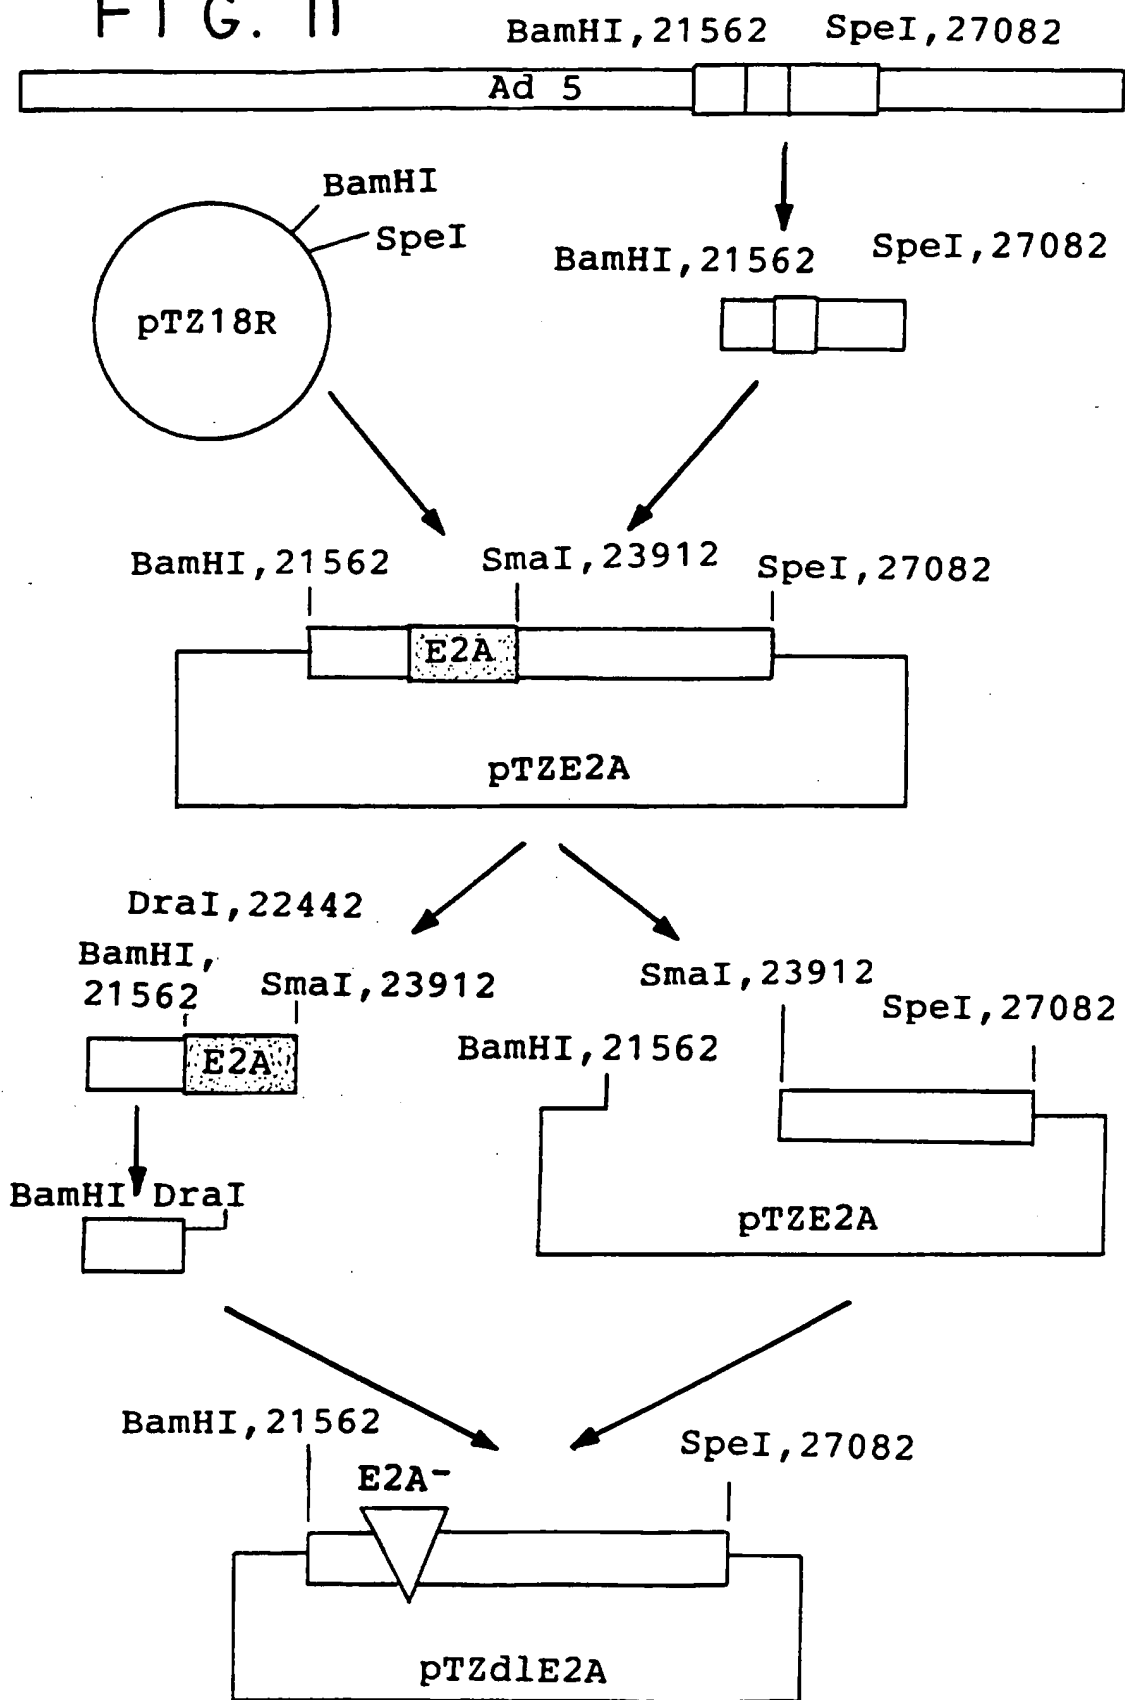 FIG. 11
BamHI,21562 SpeI,27082
Ad 5
BamHI
SpeI
pTZ18R
BamHI,21562 SpeI,27082
BamHI,21562 SmaI,23912 SpeI,27082
E2A
pTZE2A
DraI,22442
BamHI,
21562 SmaI,23912
E2A
SmaI,23912
SpeI,27082
BamHI,21562
BamHI DraI
pTZE2A
BamHI,21562 SpeI,27082
E2A-
pTZdlE2A